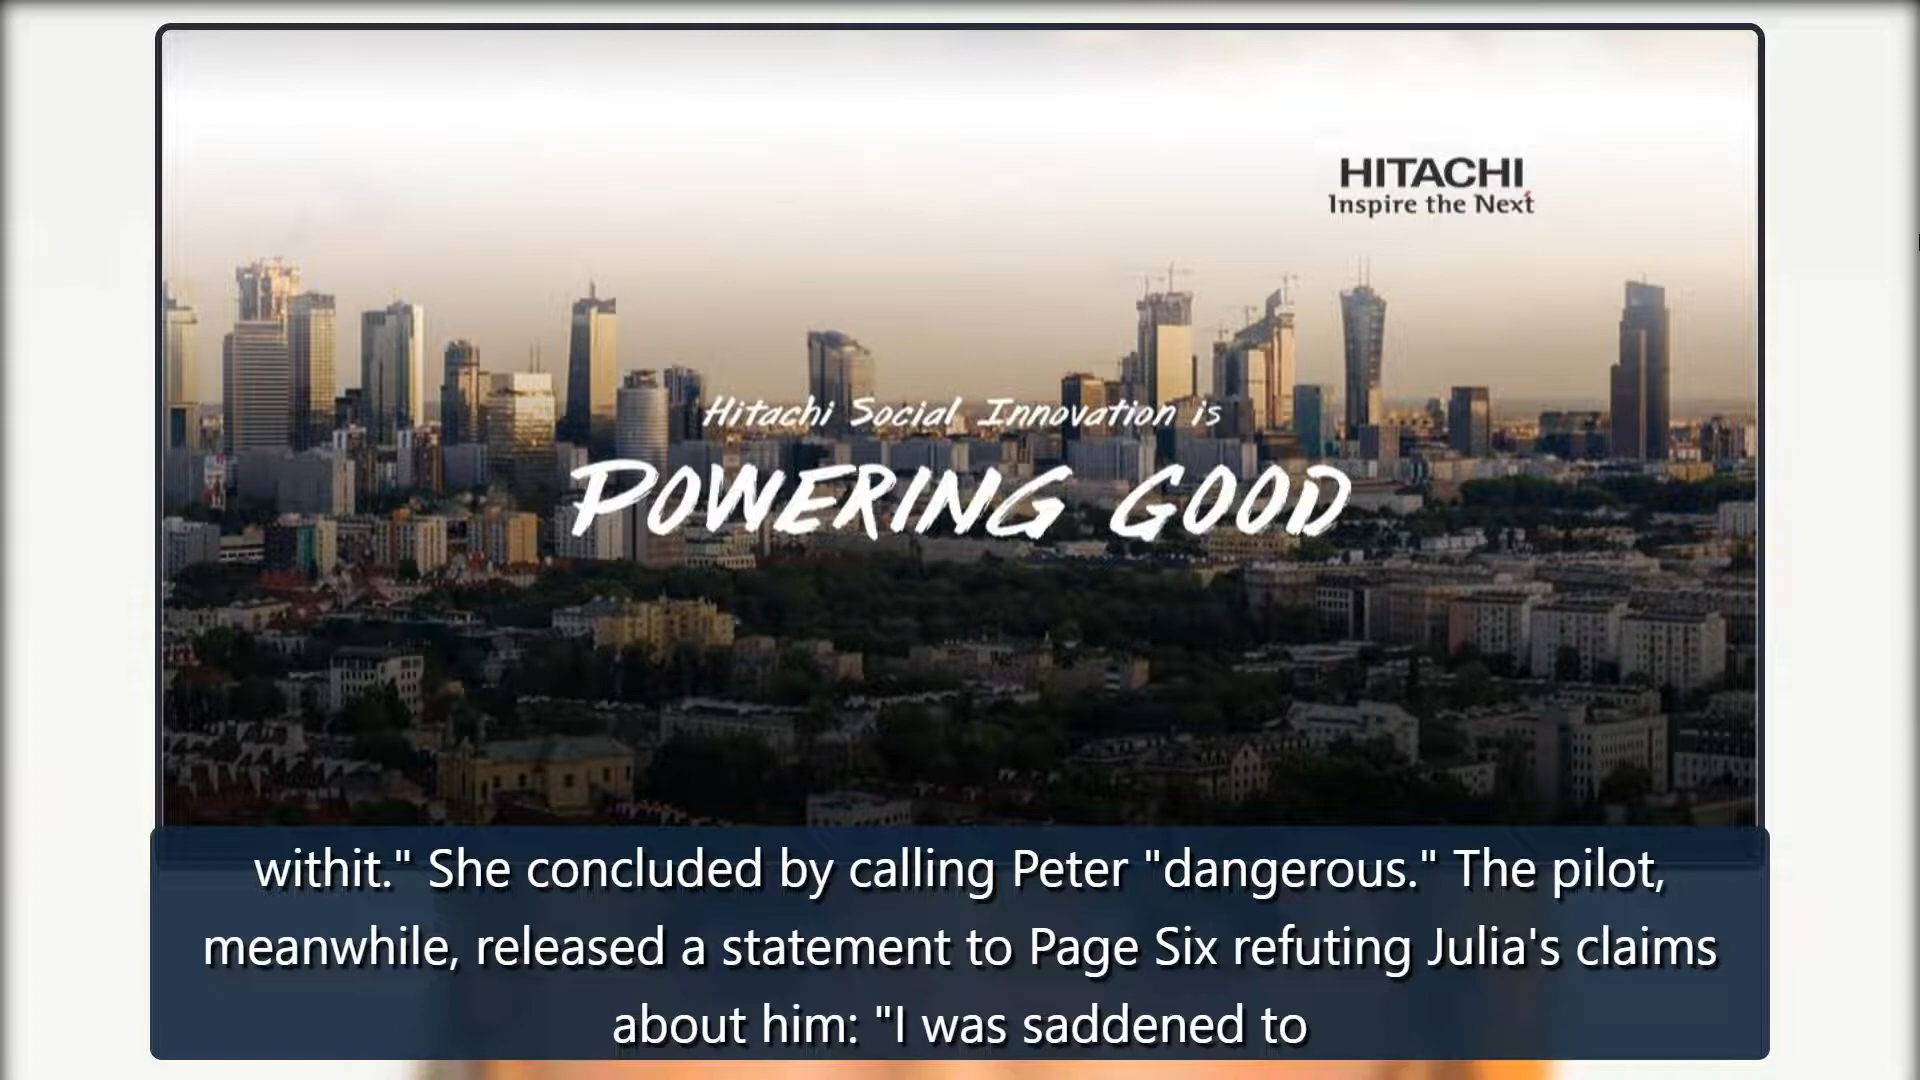 HITACHI
Inspire the Next
Hitachi Social Innovation is
POWERING GOOD
withit." She concluded by calling Peter "dangerous." The pilot,
meanwhile, released a statement to Page Six refuting Julia's claims
about him: "I was saddened to